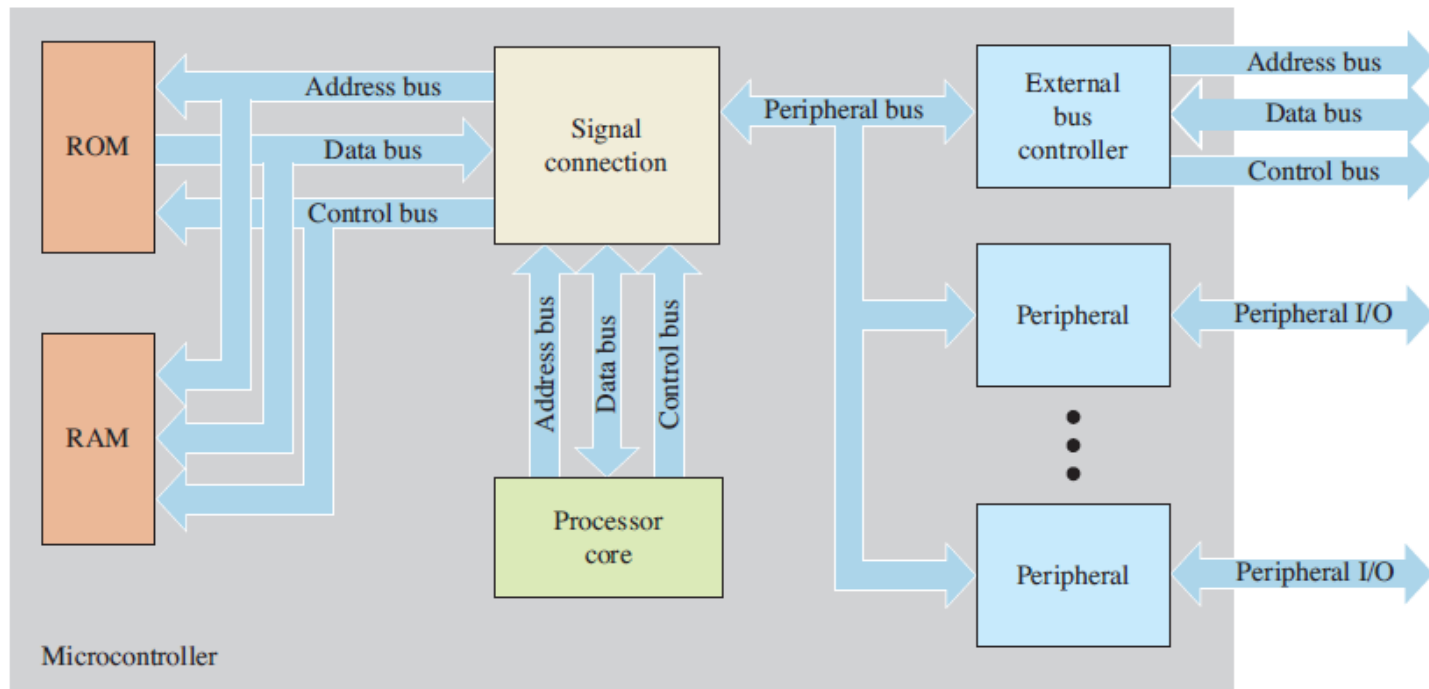 ROM
Address bus
Data bus
Control bus
RAM
Signal
connection
Address bus
Data bus
Control bus
Processor
core
Peripheral bus
External
bus
controller
Address bus
Data bus
Control bus
Peripheral
Peripheral I/O
Peripheral
Peripheral I/O
Microcontroller